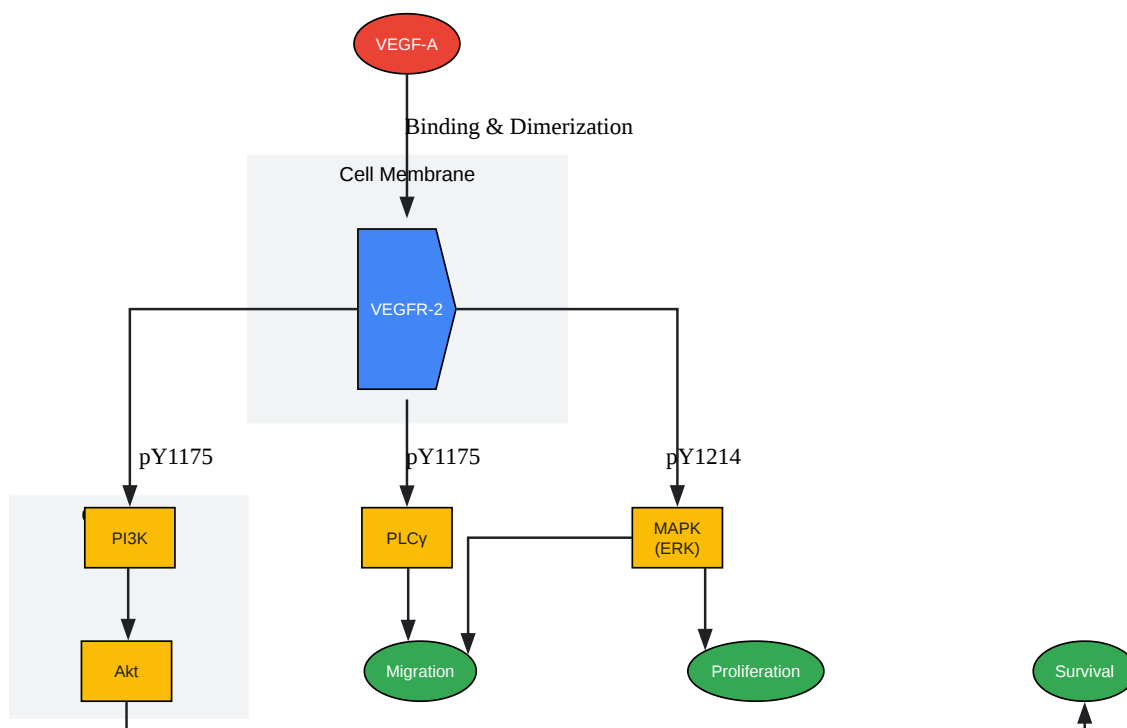 VEGF-A
Binding & Dimerization
Cell Membrane
VEGFR-2
pY1175
pY1175
pY1214
PI3K
PLCγ
MAPK
(ERK)
Akt
Migration
Proliferation
Survival